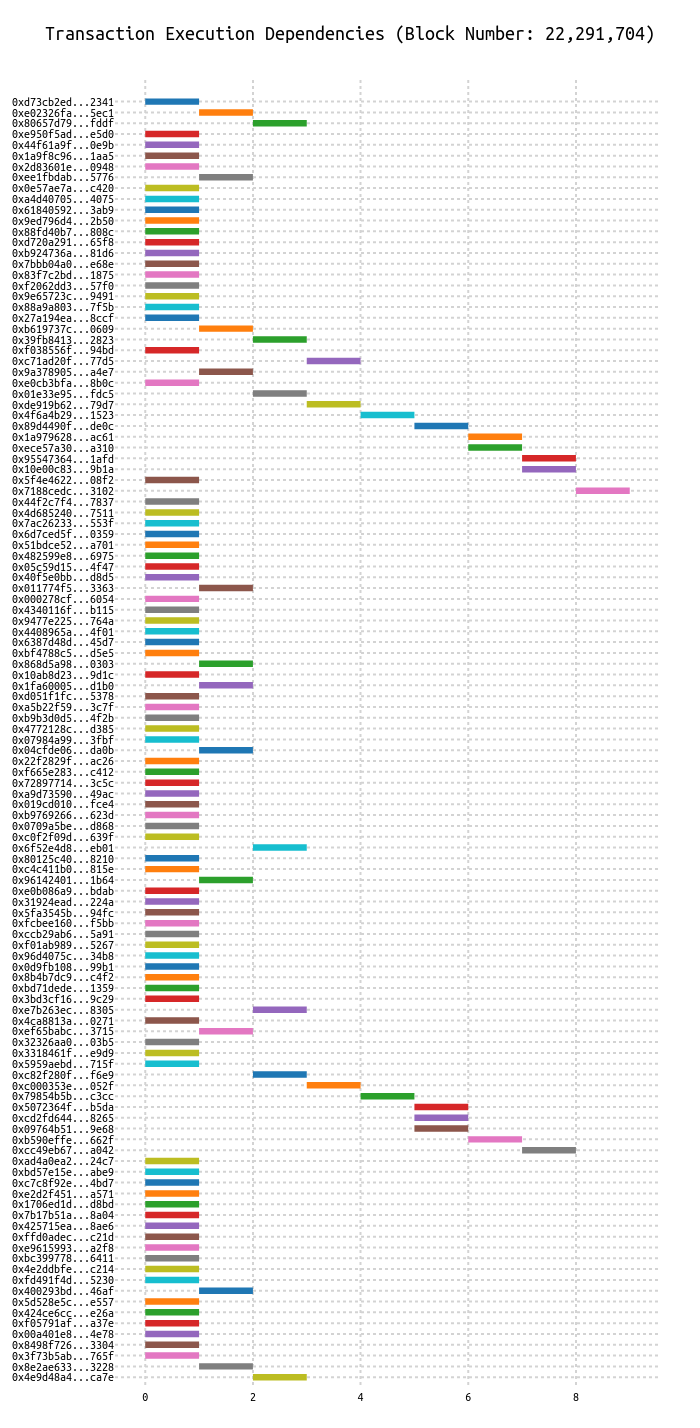 Transaction Execution Dependencies (Block Number: 22,291,704)
0xd73cb2ed...2341
0xe02326fa...5ec1
0x80657d79...fddf
0xe950f5ad...e5d0
0x44f61a9f...0e9b
0x1a9f8c96...1aa5
0x2d83601e...0948
0xee1fbdab...5776
0x0e57ae7a...c420
0xa4d40705...4075
0x61840592...3ab9
0x9ed796d4...2b50
0x88fd40b7...808c
0xd720a291...65f8
0xb924736a...81d6
0x7bbb04a0...e68e
0x83f7c2bd...1875
0xf2062dd3...57f0
0x9e65723c...9491
0x88a9a803...7f5b
0x27a194ea...8ccf
0xb619737c...0609
0x39fb8413...2823
0xf038556f...94bd
0xc71ad20f...77d5
0x9a378905...a4e7
0xe0cb3bfa...8b0c
0x01e33e95...fdc5
0xde919b62...79d7
0x4f6a4b29...1523
0x89d4490f...de0c
0x1a979628...ac61
0xece57a30...a310
0x95547364...1afd
0x10e00c83...9b1a
0x5f4e4622...08f2
0x7188cedc...3102
0x44f2c7f4...7837
0x4d685240...7511
0x7ac26233...553f
0x6d7ced5f...0359
0x51bdce52...a701
0x482599e8...6975
0x05c59d15...4f47
0x40f5e0bb...d8d5
0x011774f5...3363
0x000278cf...6054
0x4340116f...b115
0x9477e225...764a
0x4408965a...4f01
0x6387d48d...45d7
0xbf4788c5...d5e5
0x868d5a98...0303
0x10ab8d23...9d1c
0x1fa60005...d1b0
0xd051f1fc...5378
0xa5b22f59...3c7f
0xb9b3d0d5...4f2b
0x4772128c...d385
0x07984a99...3fbf
0x04cfde06...da0b
0x22f2829f...ac26
0xf665e283...c412
0x72897714...3c5c
0xa9d73590...49ac
0x019cd010...fce4
0xb9769266...623d
0x0709a5be...d868
0xc0f2f09d...639f
0x6f52e4d8...eb01
0x80125c40...8210
0xc4c411b0...815e
0x96142401...1b64
0xe0b086a9...bdab
0x31924ead...224a
0x5fa3545b...94fc
0xfcbee160...f5bb
0xccb29ab6...5a91
0xf01ab989...5267
0x96d4075c...34b8
0x0d9fb108...99b1
0x8b4b7dc9...c4f2
0xbd71dede...1359
0x3bd3cf16...9c29
0xe7b263ec...8305
0x4ca8813a...0271
0xef65babc...3715
0x32326aa0...03b5
0x3318461f...e9d9
0x5959aebd...715f
0xc82f280f...f6e9
0xc000353e...052f
0x79854b5b...c3cc
0x5072364f...b5da
0xcd2fd644...8265
0x09764b51...9e68
0xb590effe...662f
0xcc49eb67...a042
0xad4a0ea2...24c7
0xbd57e15e...abe9
0xc7c8f92e...4bd7
0xe2d2f451...a571
0x1706ed1d...d8bd
0x7b17b51a...8a04
0x425715ea...8ae6
0xffd0adec...c21d
0xe9615993...a2f8
0xbc399778...6411
0x4e2ddbfe...c214
0xfd491f4d...5230
0x400293bd...46af
0x5d528e5c...e557
0x424ce6cc...e26a
0xf05791af...a37e
0x00a401e8...4e78
0x8498f726...3304
0x3f73b5ab...765f
0x8e2ae633...3228
0x4e9d48a4...ca7e
0 2 4 6 8